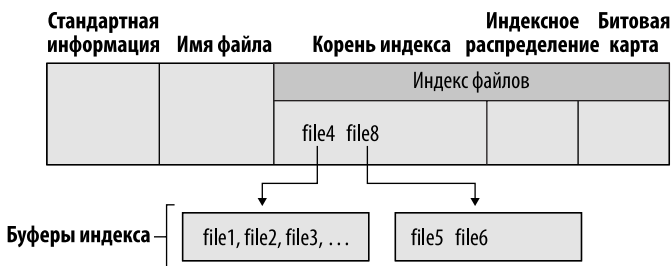 Стандартная информация
Имя файла
Корень индекса
Индексное распределение
Битовая карта
Индекс файлов
file4 file8
Буферы индекса
file1, file2, file3, …
file5 file6